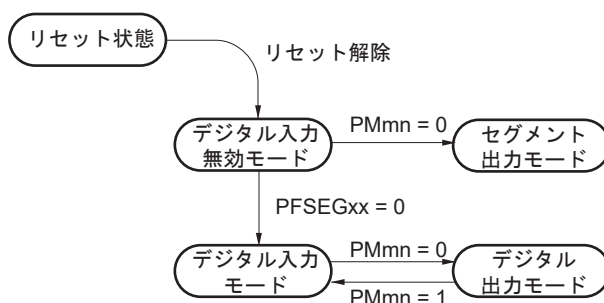 リセット状態
リセット解除
デジタル入力
無効モード
PMmn = 0
セグメント
出力モード
PFSEGxx = 0
デジタル入力
モード
PMmn = 0
PMmn = 1
デジタル
出力モード